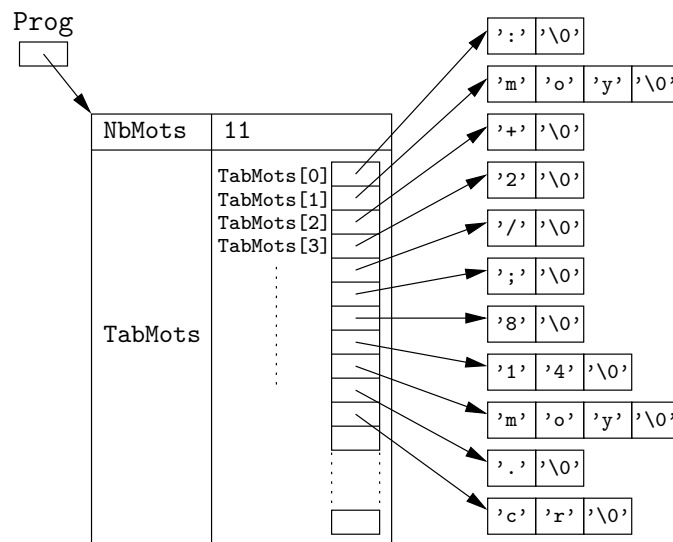 Prog
NbMots 11
TabMots
TabMots[0]
TabMots[1]
TabMots[2]
TabMots[3]
':' '\0'
'm' 'o' 'y' '\0'
'+' '\0'
'2' '\0'
'/' '\0'
';' '\0'
'8' '\0'
'1' '4' '\0'
'm' 'o' 'y' '\0'
'.' '\0'
'c' 'r' '\0'